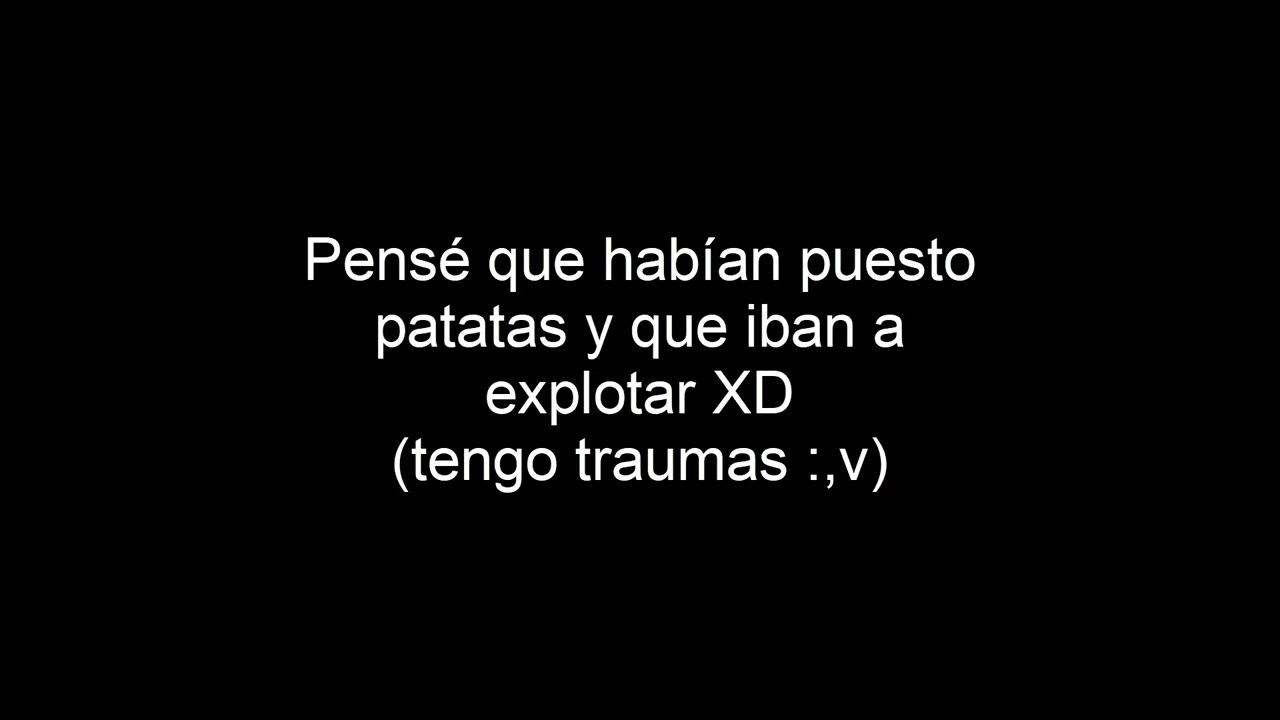 Pensé que habían puesto
patatas y que iban a
explotar XD
(tengo traumas :,v)